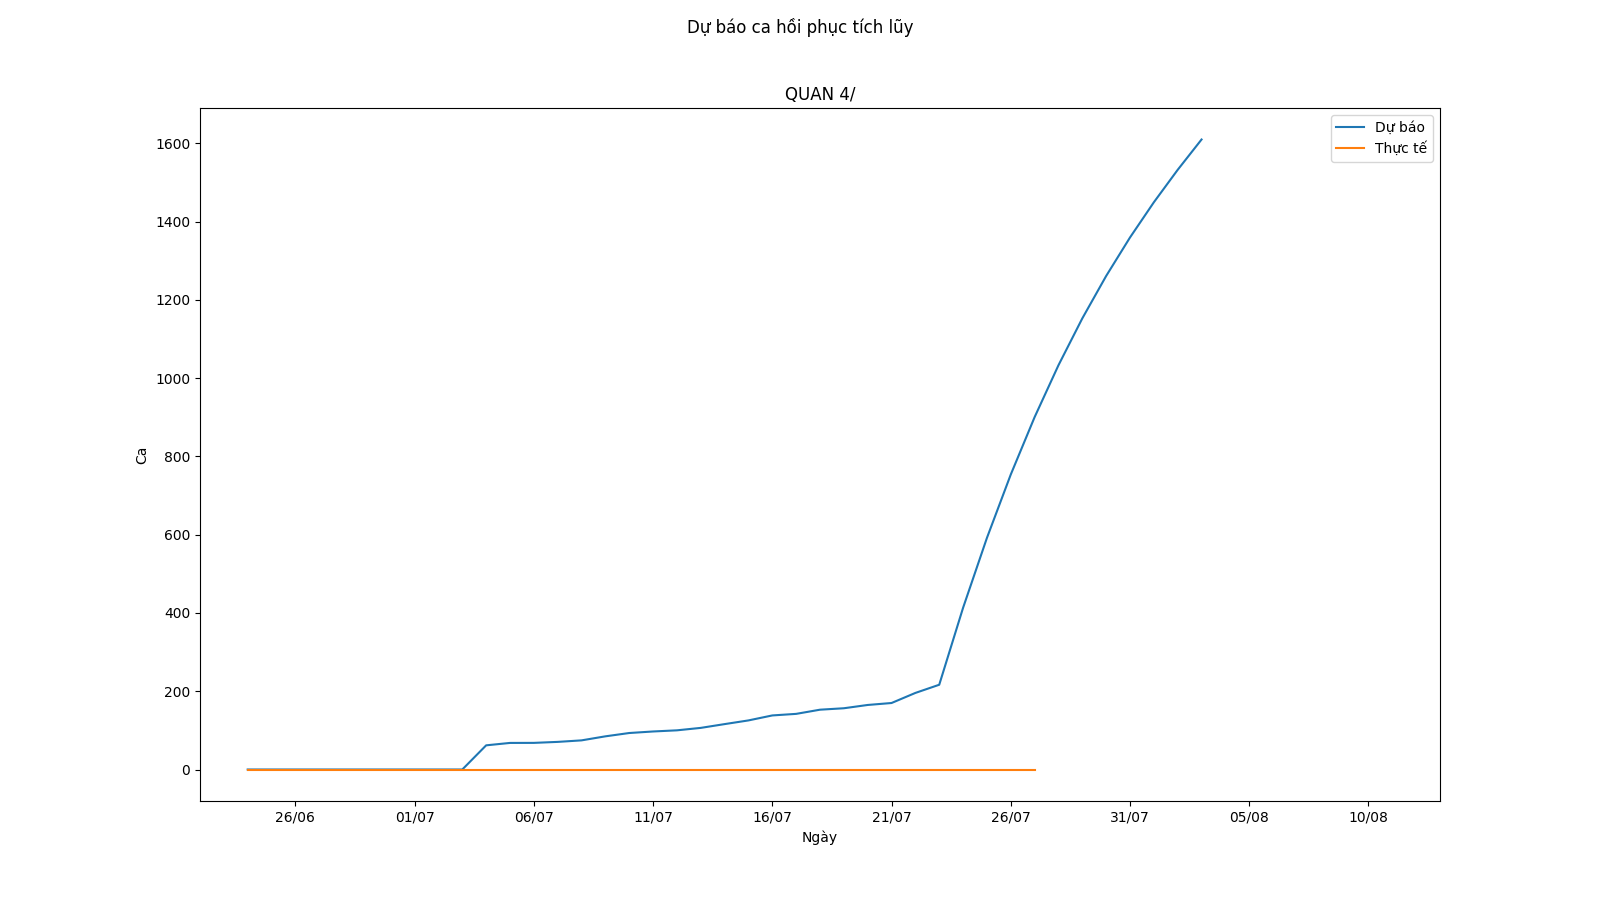 Dự báo ca hồi phục tích lũy
QUAN 4/
Dự báo
Thực tế
1600
1400
1200
1000
800
600
400
200
0
Ca
26/06 01/07 06/07 11/07 16/07 21/07 26/07 31/07 05/08 10/08
Ngày